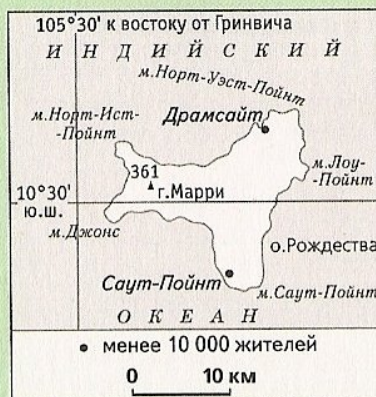 105°30' к востоку от Гринвича
И Н Д И Й С К И Й
м.Норт-Уэст-Пойнт
м.Норт-Ист-
-Пойнт
Драмсайт
361
г.Марри
м.Лоу-
Пойнт
10°30'
ю.ш.
м.Джонс
о.Рождества
Саут-Пойнт
м.Саут-Пойнт
О К Е А Н
менее 10 000 жителей
0 10 км